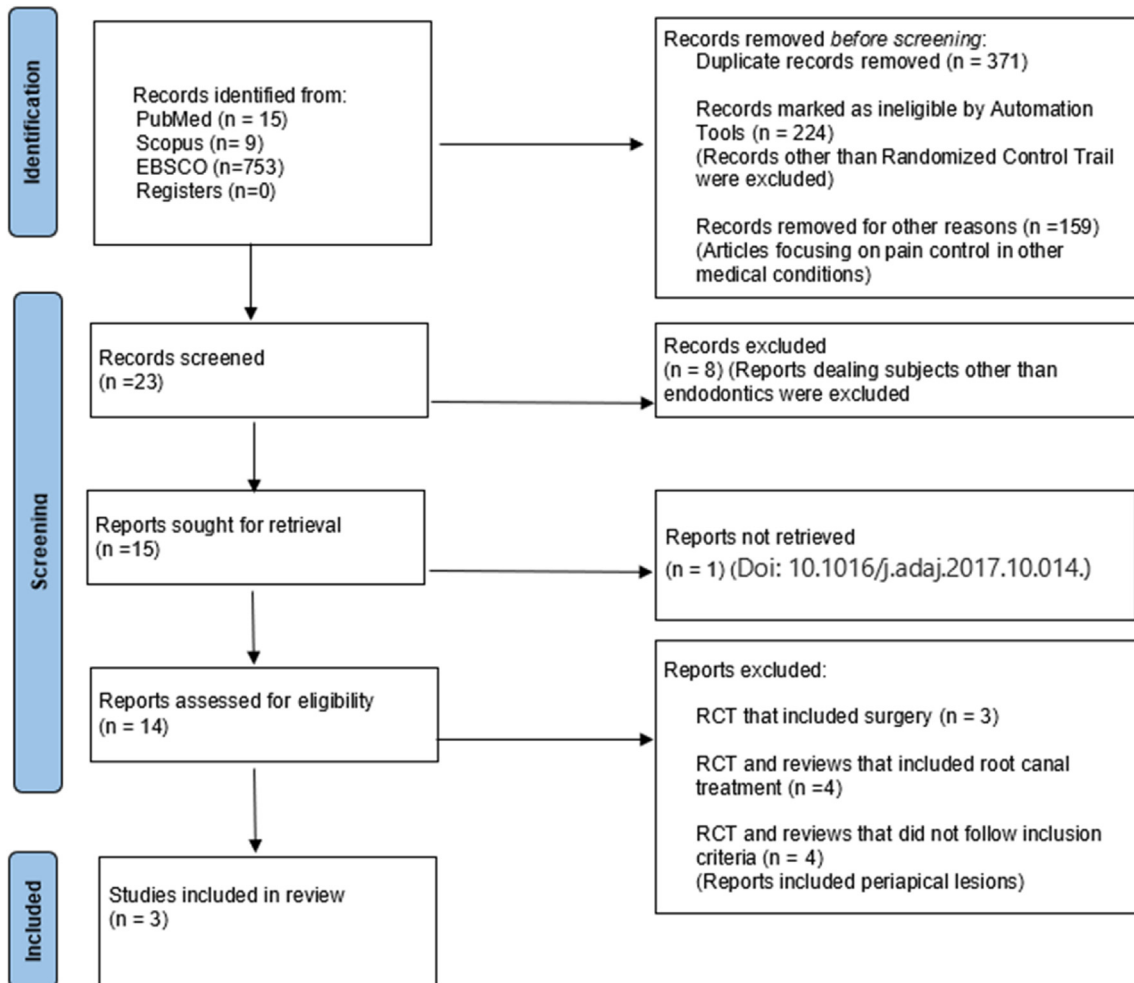 Identification
Records identified from:
PubMed (n = 15)
Scopus (n= 9)
EBSCO (n=753)
Registers (n=0)
Records removed before screening:
Duplicate records removed (n = 371)
Records marked as ineligible by Automation
Tools (n = 224)
(Records other than Randomized Control Trail
were excluded)
Records removed for other reasons (n =159)
(Articles focusing on pain control in other
medical conditions)
Screening
Records screened
(n =23)
Records excluded
(n = 8) (Reports dealing subjects other than
endodontics were excluded
Reports sought for retrieval
(n =15)
Reports not retrieved
(n = 1) (Doi: 10.1016/j.adaj.2017.10.014.)
Reports assessed for eligibility
(n = 14)
Reports excluded:
RCT that included surgery (n = 3)
RCT and reviews that included root canal
treatment (n =4)
RCT and reviews that did not follow inclusion
criteria (n = 4)
(Reports included periapical lesions)
Included
Studies included in review
(n = 3)